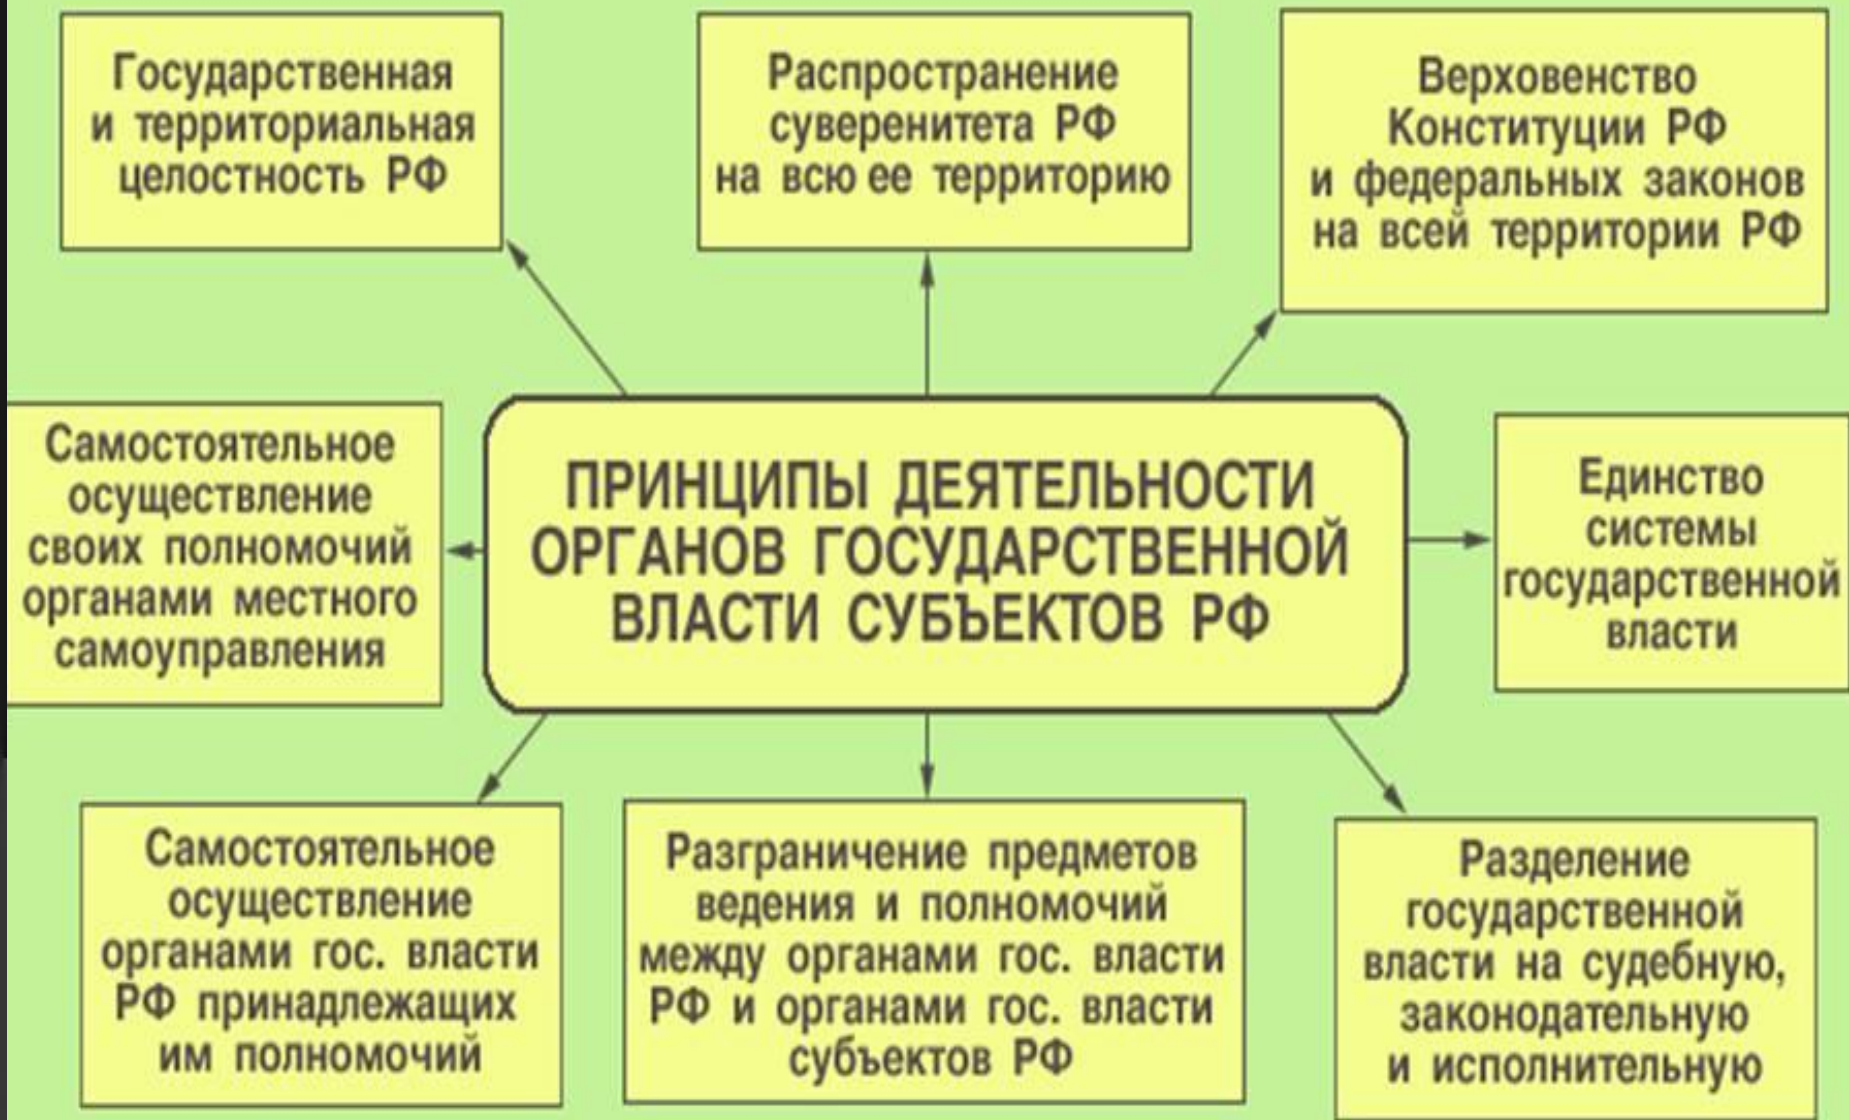 Государственная
и территориальная
целостность РФ
Распространение
суверенитета РФ
на всю ее территорию
Верховенство
Конституции РФ
и федеральных законов
на всей территории РФ
Самостоятельное
осуществление
своих полномочий
органами местного
самоуправления
ПРИНЦИПЫ ДЕЯТЕЛЬНОСТИ
ОРГАНОВ ГОСУДАРСТВЕННОЙ
ВЛАСТИ СУБЪЕКТОВ РФ
Единство
системы
государственной
власти
Самостоятельное
осуществление
органами гос. власти
РФ принадлежащих
им полномочий
Разграничение предметов
ведения и полномочий
между органами гос. власти
РФ и органами гос. власти
субъектов РФ
Разделение
государственной
власти на судебную,
законодательную
и исполнительную